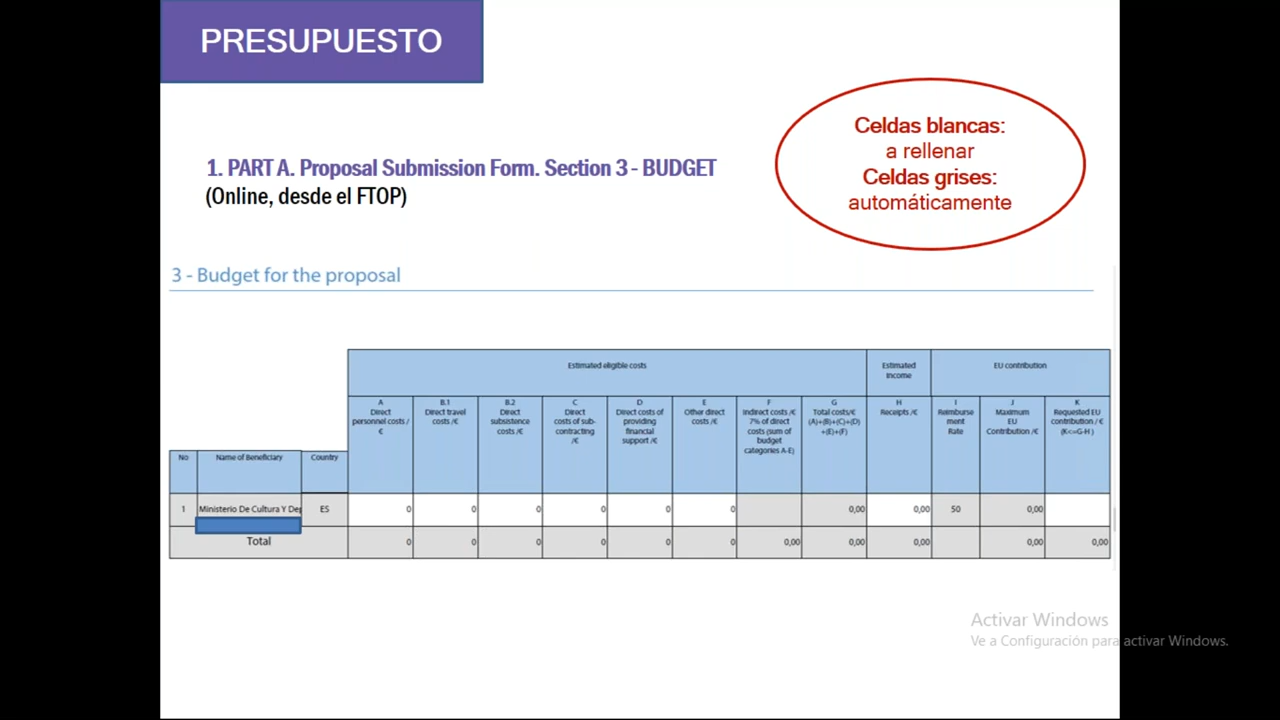 PRESUPUESTO
Celdas blancas:
a rellenar
Celdas grises:
automáticamente
1. PART A. Proposal Submission Form. Section 3 - BUDGET
(Online, desde el FTOP)
3 - Budget for the proposal
Estimated eligible costs
Estimated
Income
EU contribution
A
Direct
personnel costs /
€
B.1
Direct travel
costs /€
B.2
Direct
subsistence
costs /€
C
Direct
costs of sub-
contracting
/€
D
Direct costs of
providing
financial
support /€
E
Other direct
costs /€
F
Indirect costs /€
7% of direct
costs (sum of
budget
categories A-E)
G
Total costs/€
(A)+(B)+(C)+(D)
+(E)+(F)
H
Receipts /€
I
Reimburse
ment
Rate
J
Maximum
EU
Contribution /€
K
Requested EU
contribution / €
(K<=G-H )
No Name of Beneficiary Country
1 Ministerio De Cultura Y Dep ES 0 0 0 0 0 0 0,00 0,00 50 0,00
Total 0 0 0 0 0 0 0,00 0,00 0,00 0,00 0,00
Activar Windows
Ve a Configuración para activar Windows.